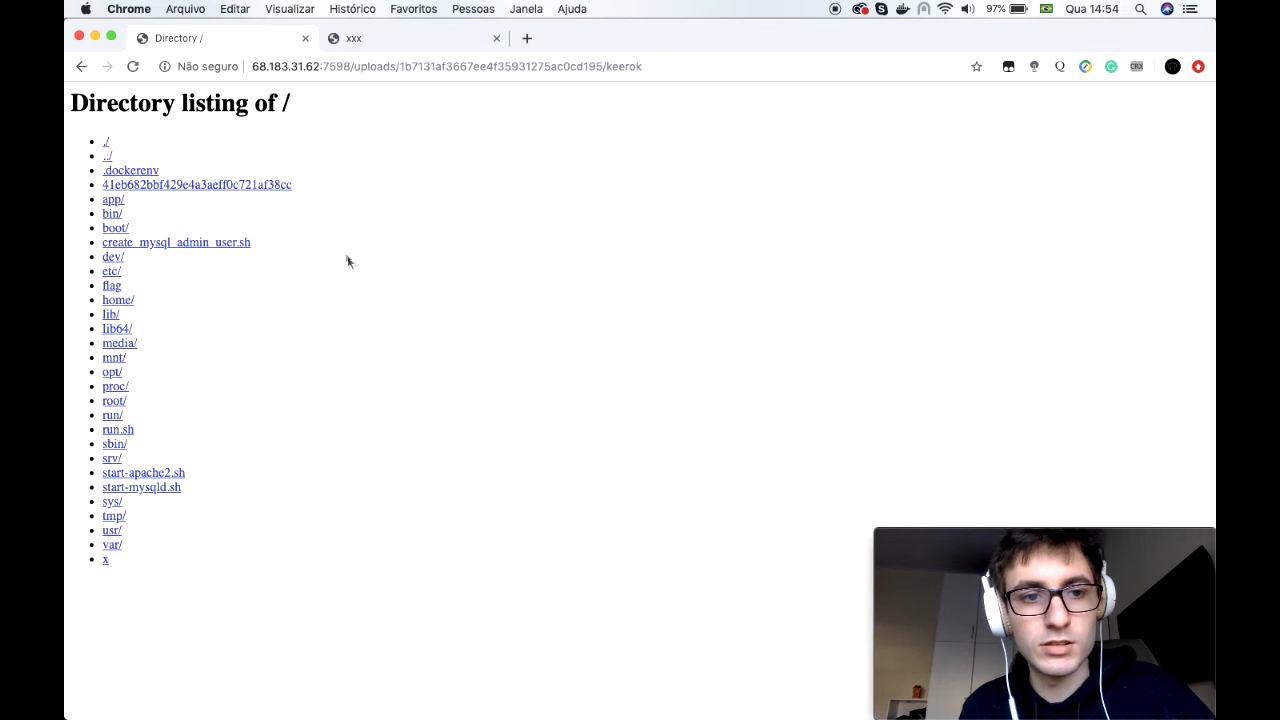 Chrome Arquivo Editar Visualizar Histórico Favoritos Pessoas Janela Ajuda 97% Qua 14:54
Directory / xxx
Não seguro 68.183.31.62:7598/uploads/1b7131af3667ee4f35931275ac0cd195/keerok
Directory listing of /
./
../
.dockerenv
41eb682bbf429e4a3aeff0c721af38cc
app/
bin/
boot/
create_mysql_admin_user.sh
dev/
etc/
flag
home/
lib/
lib64/
media/
mnt/
opt/
proc/
root/
run/
run.sh
sbin/
srv/
start-apache2.sh
start-mysqld.sh
sys/
tmp/
usr/
var/
x